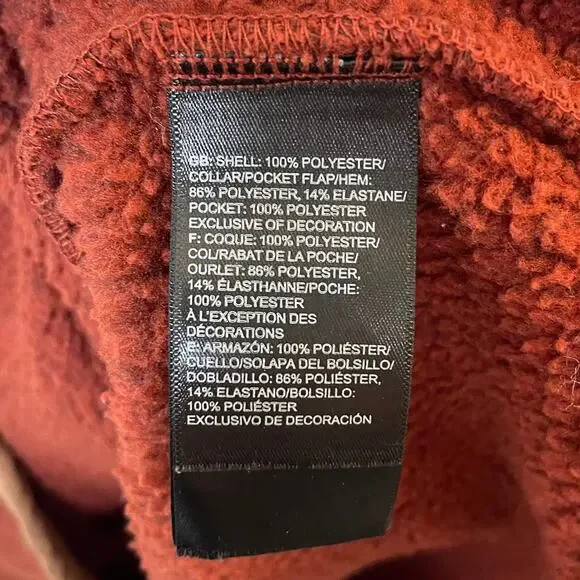 GB: SHELL: 100% POLYESTER/
COLLAR/POCKET FLAP/HEM:
86% POLYESTER, 14% ELASTANE/
POCKET: 100% POLYESTER
EXCLUSIVE OF DECORATION
F: COQUE: 100% POLYESTER/
COL/RABAT DE LA POCHE/
OURLET: 86% POLYESTER,
14% ÉLASTHANNE/POCHE:
100% POLYESTER
À L'EXCEPTION DES
DÉCORATIONS
E: ARMAZÓN: 100% POLIÉSTER/
CUELLO/SOLAPA DEL BOLSILLO/
DOBLADILLO: 86% POLIÉSTER,
14% ELASTANO/BOLSILLO:
100% POLIÉSTER
EXCLUSIVO DE DECORACIÓN